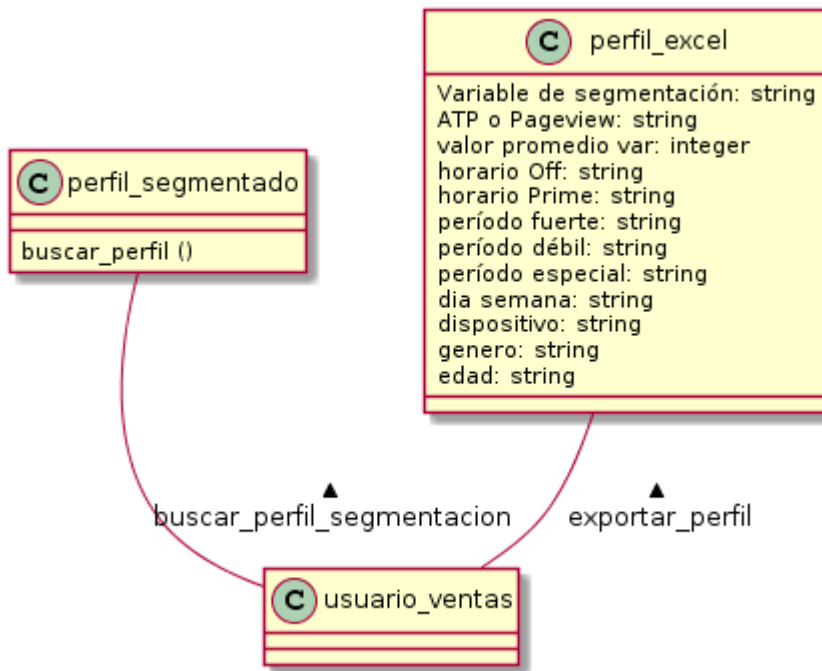 C perfil_excel
Variable de segmentación: string
ATP o Pageview: string
valor promedio var: integer
horario Off: string
horario Prime: string
período fuerte: string
período débil: string
período especial: string
dia semana: string
dispositivo: string
genero: string
edad: string
C perfil_segmentado
buscar_perfil ()
buscar_perfil_segmentacion
exportar_perfil
C usuario_ventas